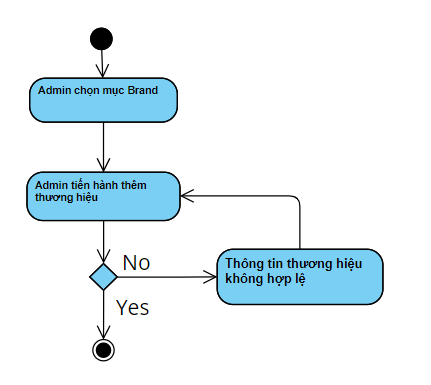 Admin chọn mục Brand
Admin tiến hành thêm
thương hiệu
No
Thông tin thương hiệu
không hợp lệ
Yes